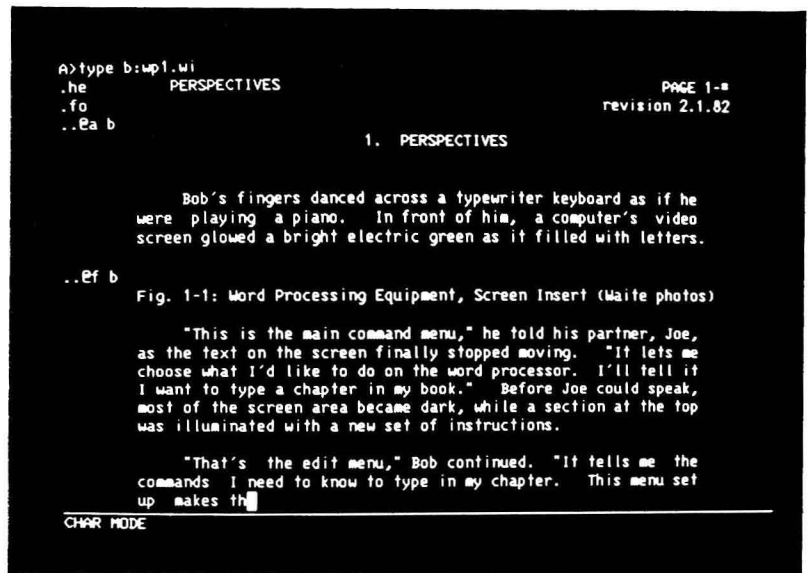 A>type b:wp1.wi
.he PERSPECTIVES PAGE 1-#
.fo revision 2.1.82
..@a b
1. PERSPECTIVES
Bob's fingers danced across a typewriter keyboard as if he
were playing a piano. In front of him, a computer's video
screen glowed a bright electric green as it filled with letters.
..@f b
Fig. 1-1: Word Processing Equipment, Screen Insert (Waite photos)
"This is the main command menu," he told his partner, Joe,
as the text on the screen finally stopped moving. "It lets me
choose what I'd like to do on the word processor. I'll tell it
I want to type a chapter in my book." Before Joe could speak,
most of the screen area became dark, while a section at the top
was illuminated with a new set of instructions.
"That's the edit menu," Bob continued. "It tells me the
commands I need to know to type in my chapter. This menu set
up makes th
CHAR MODE